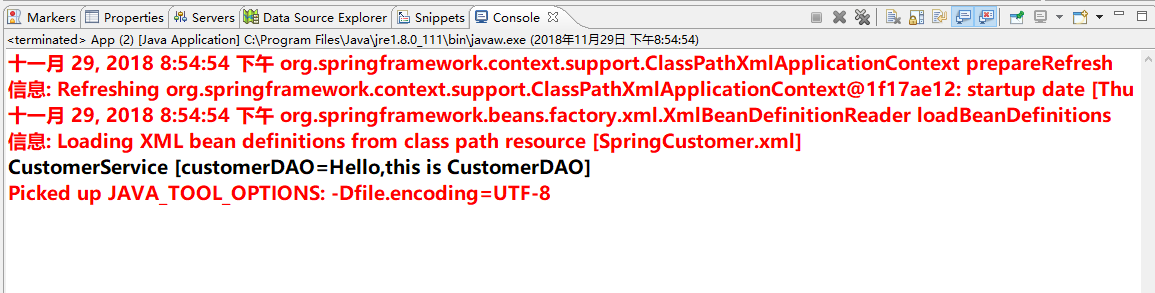 Markers Properties Servers Data Source Explorer Snippets Console
<terminated> App (2) [Java Application] C:\Program Files\Java\jre1.8.0_111\bin\javaw.exe (2018年11月29日 下午8:54:54)
十一月 29, 2018 8:54:54 下午 org.springframework.context.support.ClassPathXmlApplicationContext prepareRefresh
信息: Refreshing org.springframework.context.support.ClassPathXmlApplicationContext@1f17ae12: startup date [Thu
十一月 29, 2018 8:54:54 下午 org.springframework.beans.factory.xml.XmlBeanDefinitionReader loadBeanDefinitions
信息: Loading XML bean definitions from class path resource [SpringCustomer.xml]
CustomerService [customerDAO=Hello,this is CustomerDAO]
Picked up JAVA_TOOL_OPTIONS: -Dfile.encoding=UTF-8